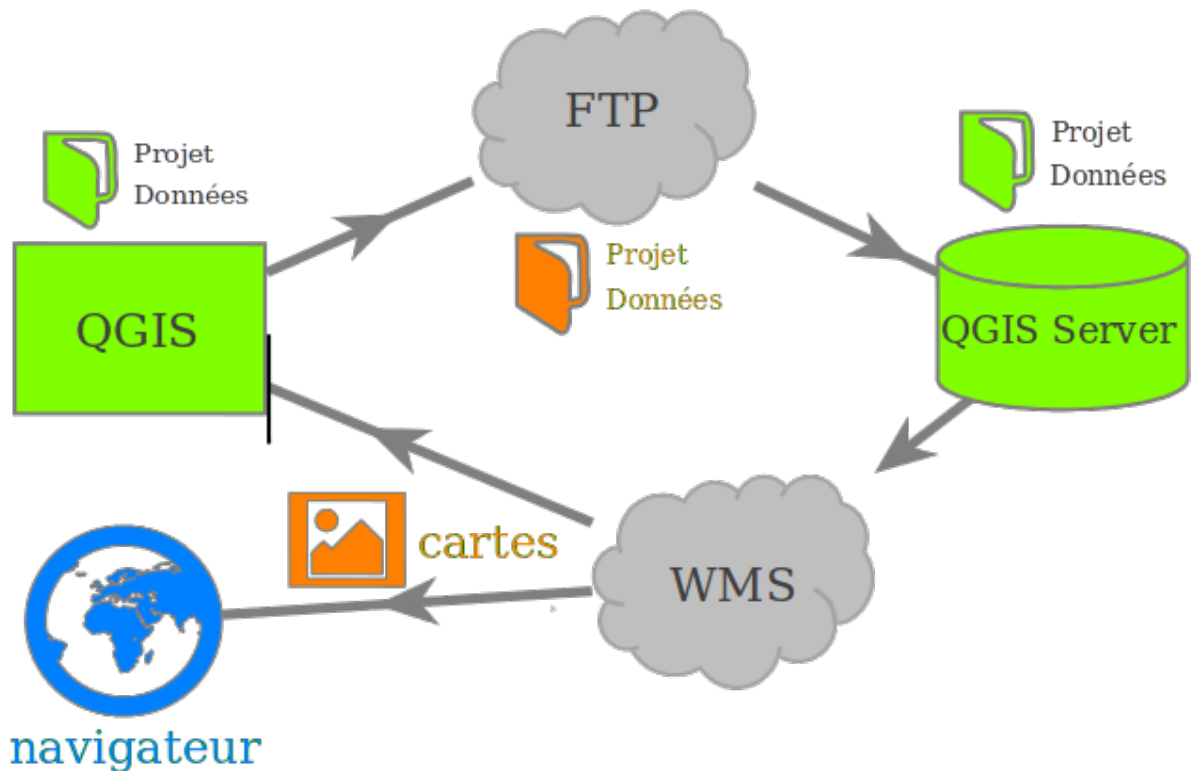 FTP
Projet
Données
Projet
Données
Projet
Données
QGIS
QGIS Server
cartes
WMS
navigateur